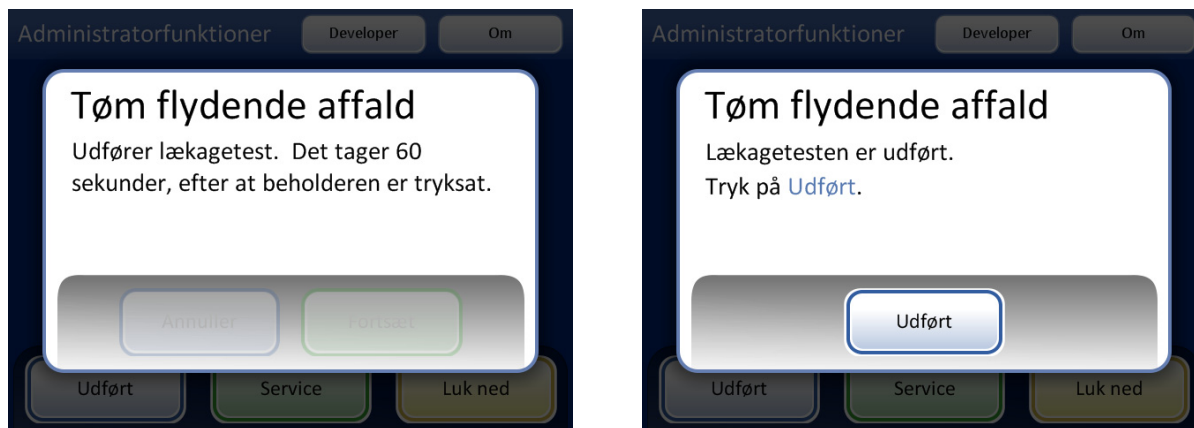 Administratorfunktioner Developer Om
Tøm flydende affald
Udfører lækagetest. Det tager 60
sekunder, efter at beholderen er tryksat.
Annuller Fortsæt
Udført Service Luk ned
Administratorfunktioner Developer Om
Tøm flydende affald
Lækagetesten er udført.
Tryk på Udført.
Udført
Udført Service Luk ned